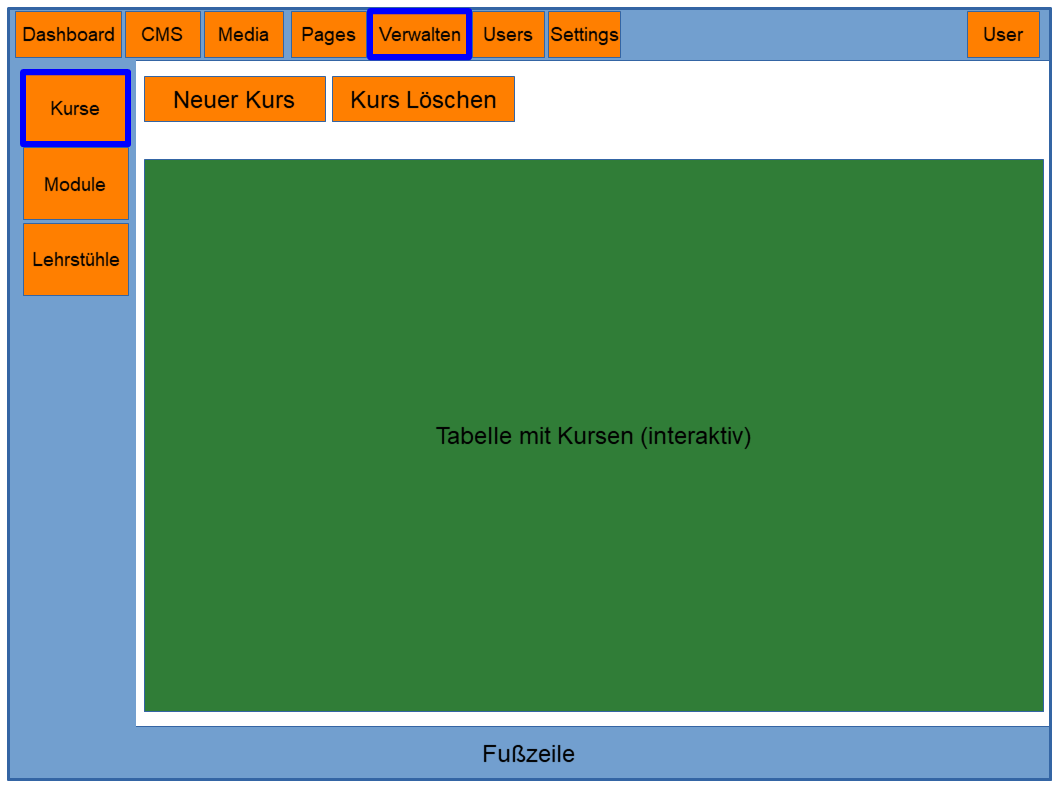 Dashboard CMS Media Pages Verwalten Users Settings User
Kurse
Neuer Kurs Kurs Löschen
Module
Lehrstühle
Tabelle mit Kursen (interaktiv)
Fußzeile